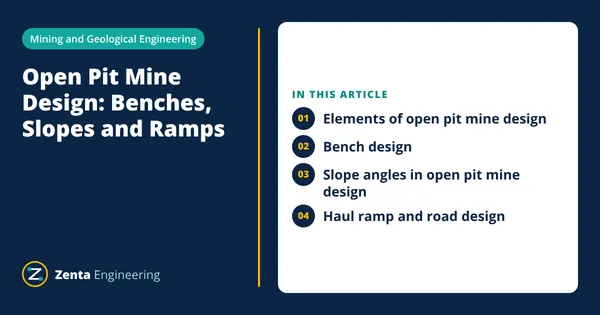 Mining and Geological Engineering
Open Pit Mine
Design: Benches,
Slopes and Ramps
Zenta Engineering
IN THIS ARTICLE
01 Elements of open pit mine design
02 Bench design
03 Slope angles in open pit mine
design
04 Haul ramp and road design